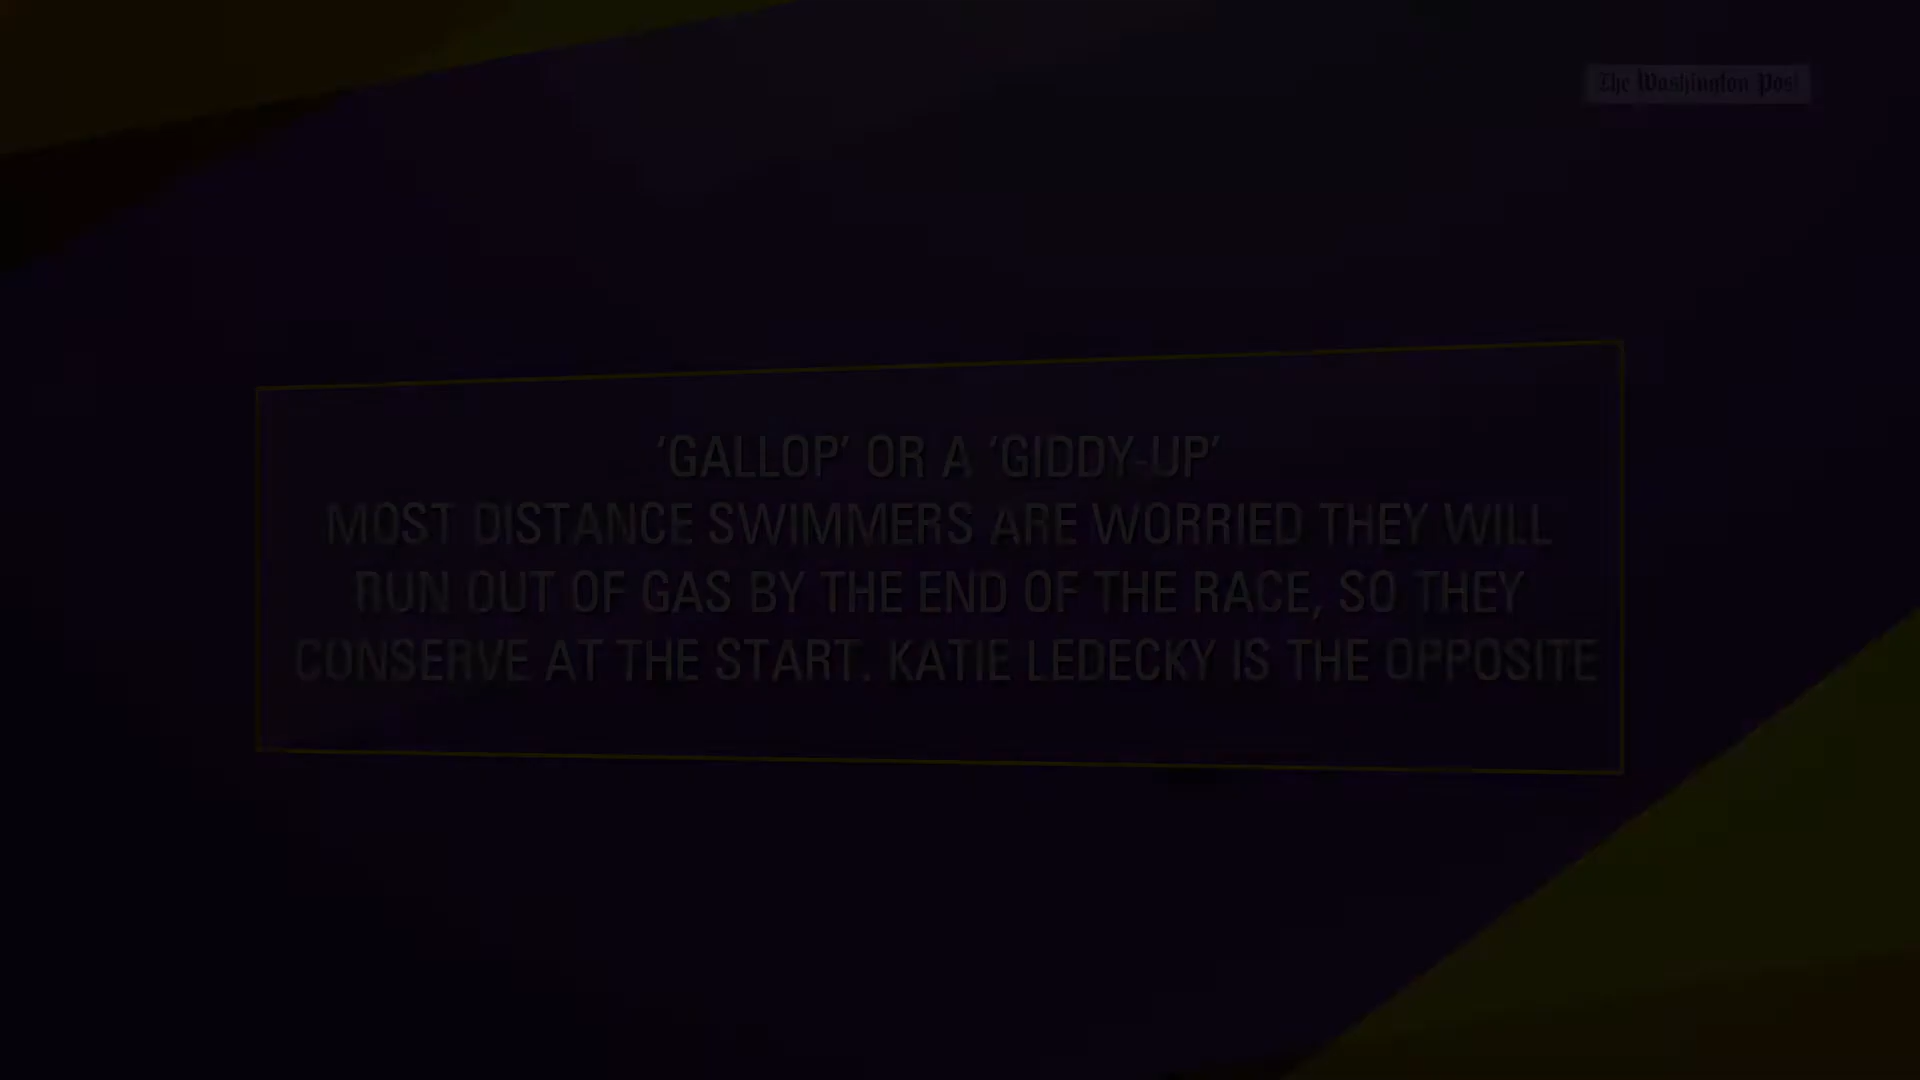 The Washington Post
‘GALLOP’ OR A ‘GIDDY-UP’
MOST DISTANCE SWIMMERS ARE WORRIED THEY WILL
RUN OUT OF GAS BY THE END OF THE RACE, SO THEY
CONSERVE AT THE START. KATIE LEDECKY IS THE OPPOSITE